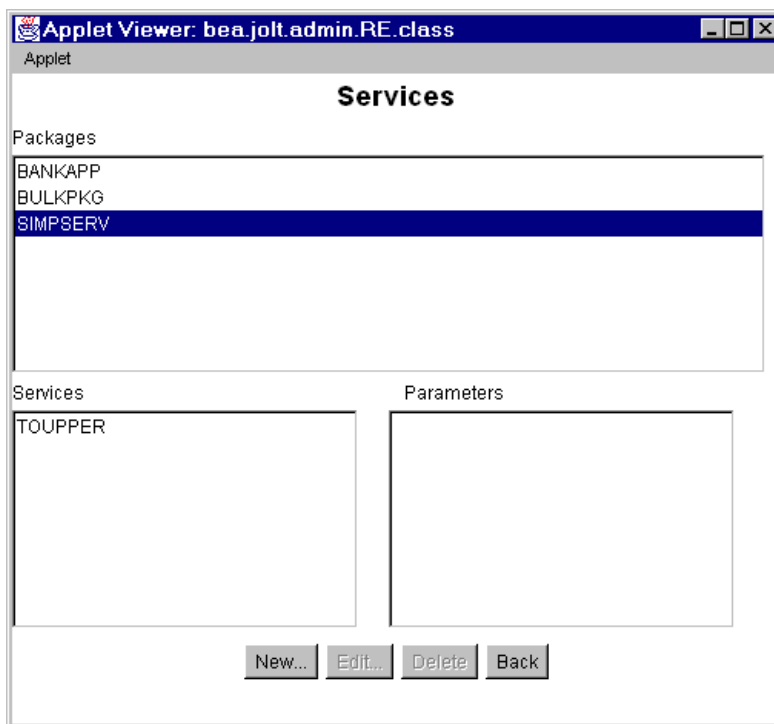 Applet Viewer: bea.jolt.admin.RE.class
Applet
Services
Packages
BANKAPP
BULKPKG
SIMPSERV
Services Parameters
TOUPPER
New... Edit... Delete Back